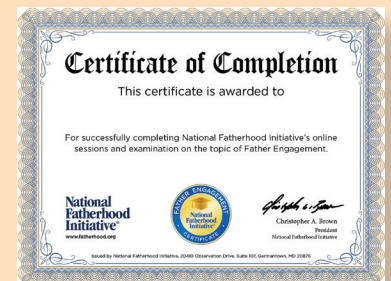 Certificate of Completion
This certificate is awarded to
For successfully completing National Fatherhood Initiative's online
sessions and examination on the topic of Father Engagement.
National
Fatherhood
Initiative®
www.fatherhood.org
FATHER ENGAGEMENT
National
Fatherhood
Initiative
CERTIFICATE
Christopher A. Brown
President
National Fatherhood Initiative
Issued by National Fatherhood Initiative, 20410 Observation Drive, Suite 107, Germantown, MD 20876